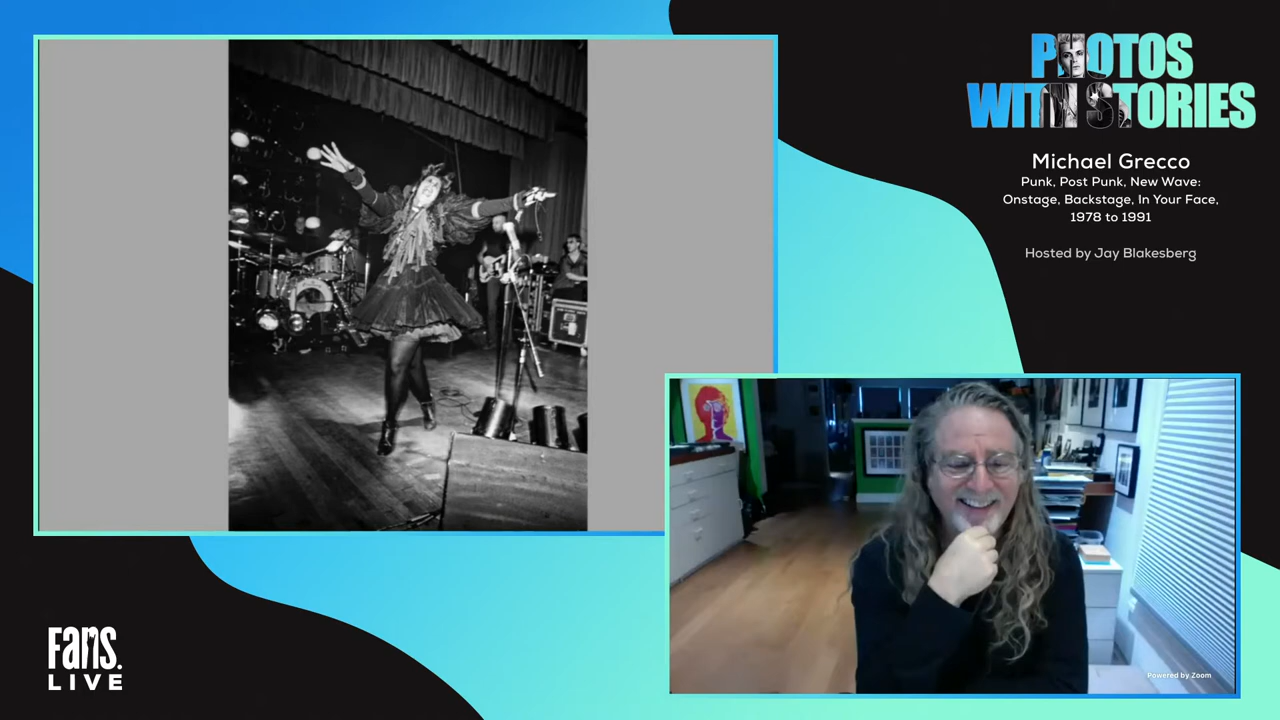 PHOTOS
WITH STORIES
Michael Grecco
Punk, Post Punk, New Wave:
Onstage, Backstage, In Your Face,
1978 to 1991
Hosted by Jay Blakesberg
Fans.
LIVE
Powered by Zoom